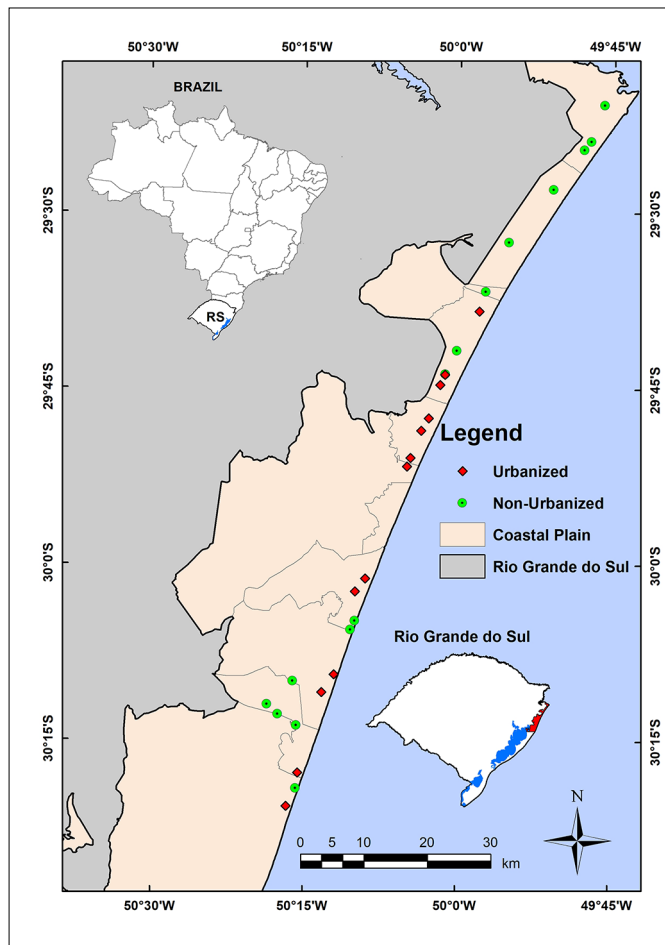 50°30'W 50°15'W 50°0'W 49°45'W
BRAZIL
RS
29°30'S 29°30'S
29°45'S 29°45'S
Legend
Urbanized
Non-Urbanized
Coastal Plain
Rio Grande do Sul
30°0'S 30°0'S
Rio Grande do Sul
30°15'S 30°15'S
N
0 5 10 20 30
km
50°30'W 50°15'W 50°0'W 49°45'W